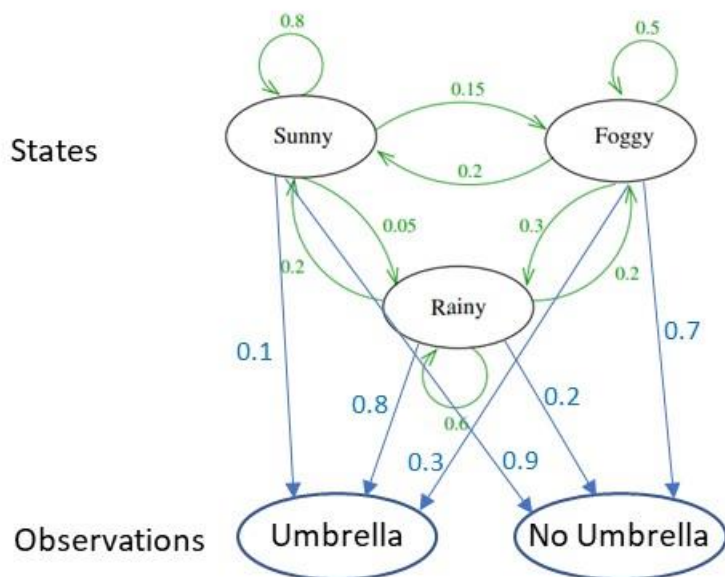 0.8
0.5
0.15
States
Sunny
Foggy
0.2
0.05
0.3
0.2
0.2
Rainy
0.1
0.7
0.8
0.2
0.6
0.3
0.9
Observations
Umbrella
No Umbrella